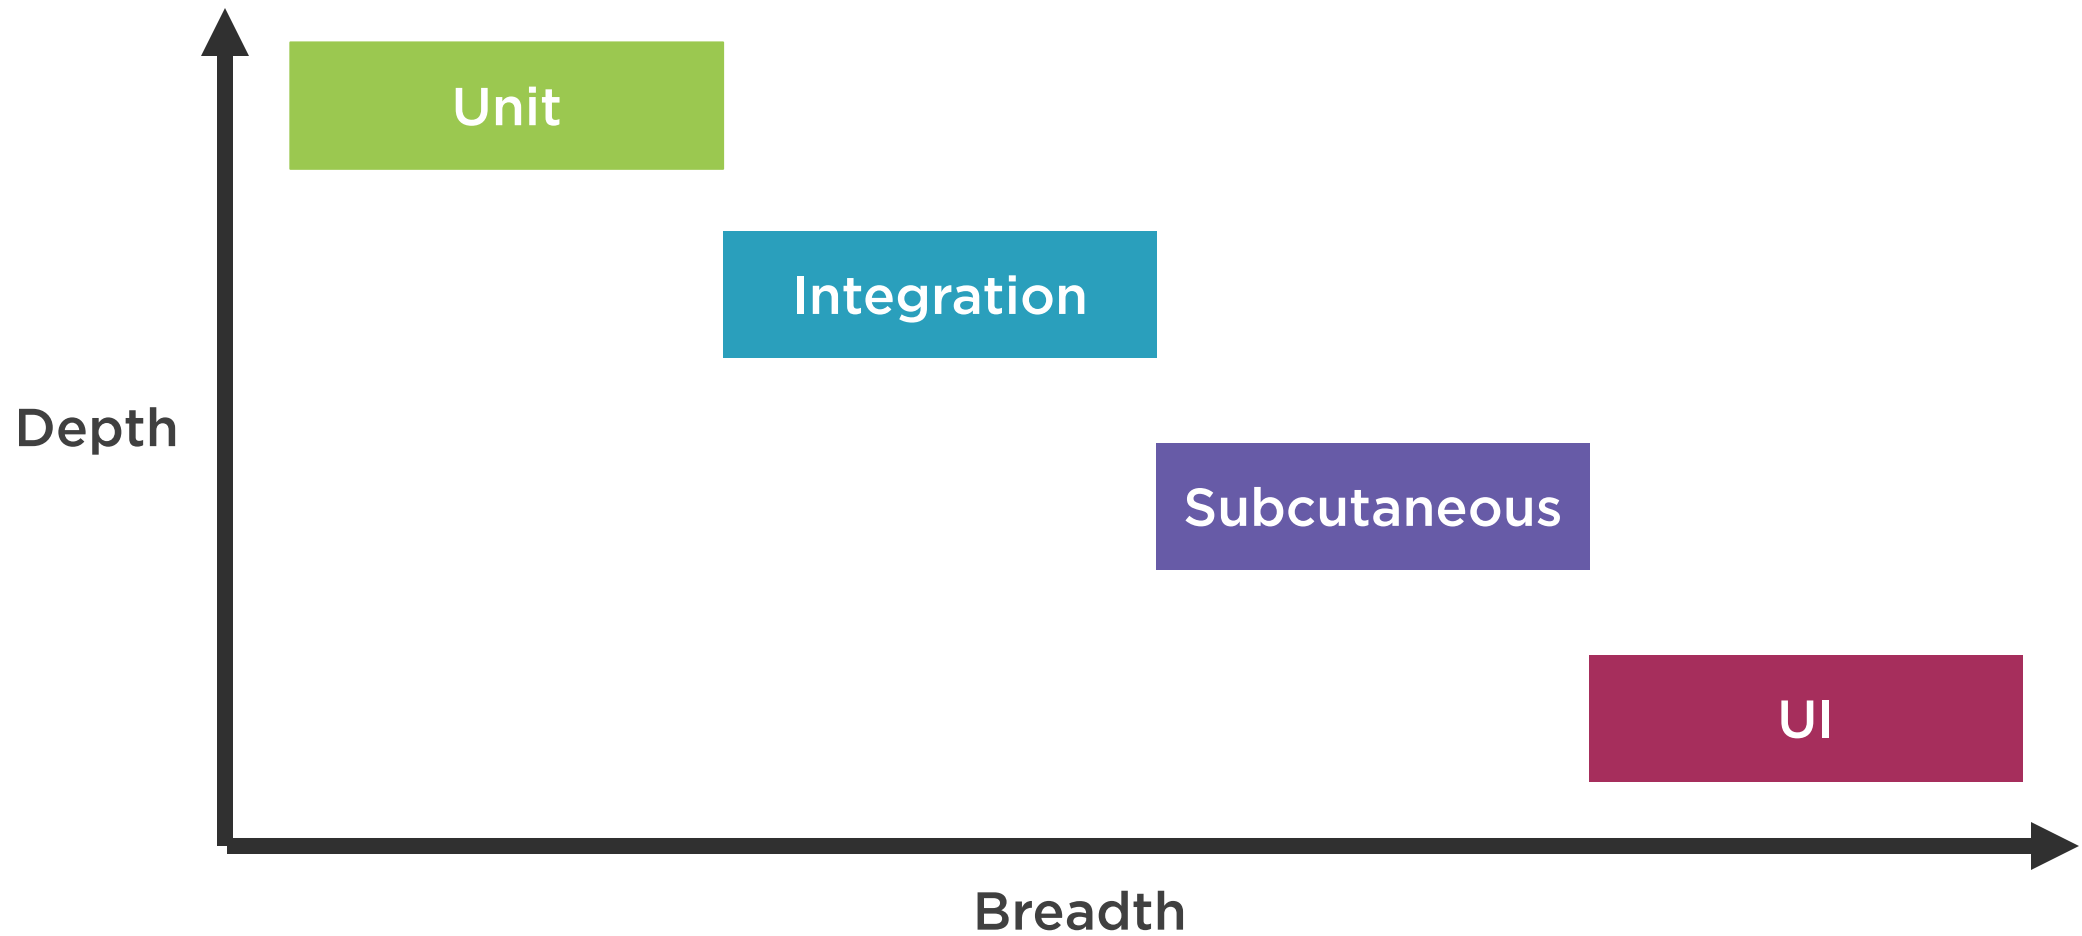 Unit
Integration
Depth
Subcutaneous
UI
Breadth